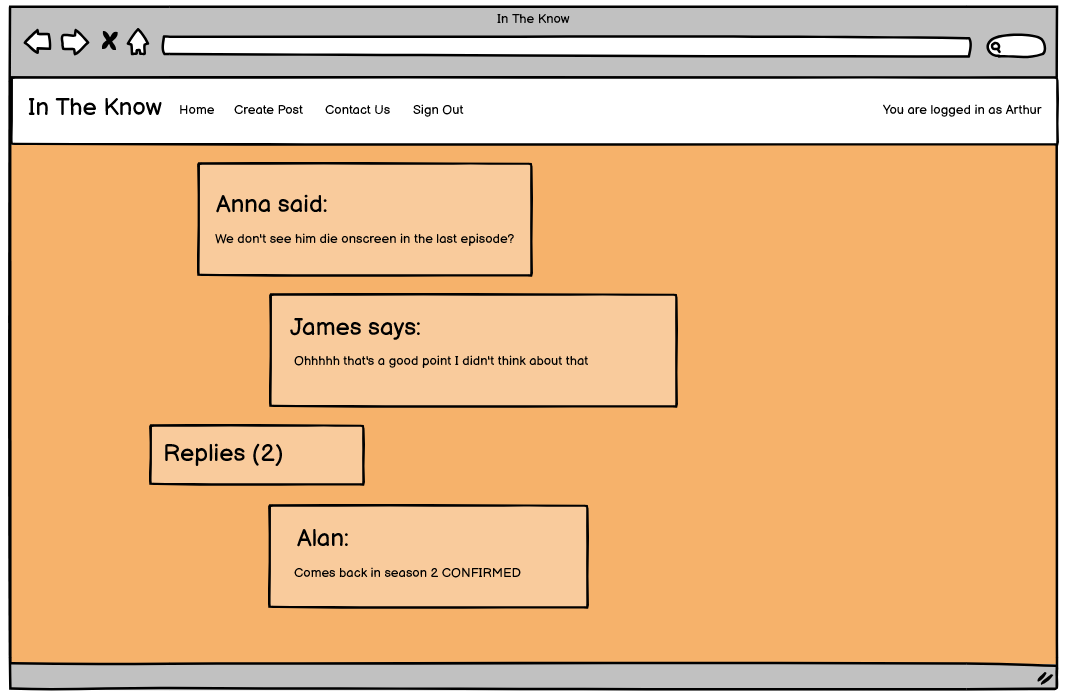 In The Know
In The Know Home Create Post Contact Us Sign Out You are logged in as Arthur
Anna said:
We don't see him die onscreen in the last episode?
James says:
Ohhhhh that's a good point I didn't think about that
Replies (2)
Alan:
Comes back in season 2 CONFIRMED